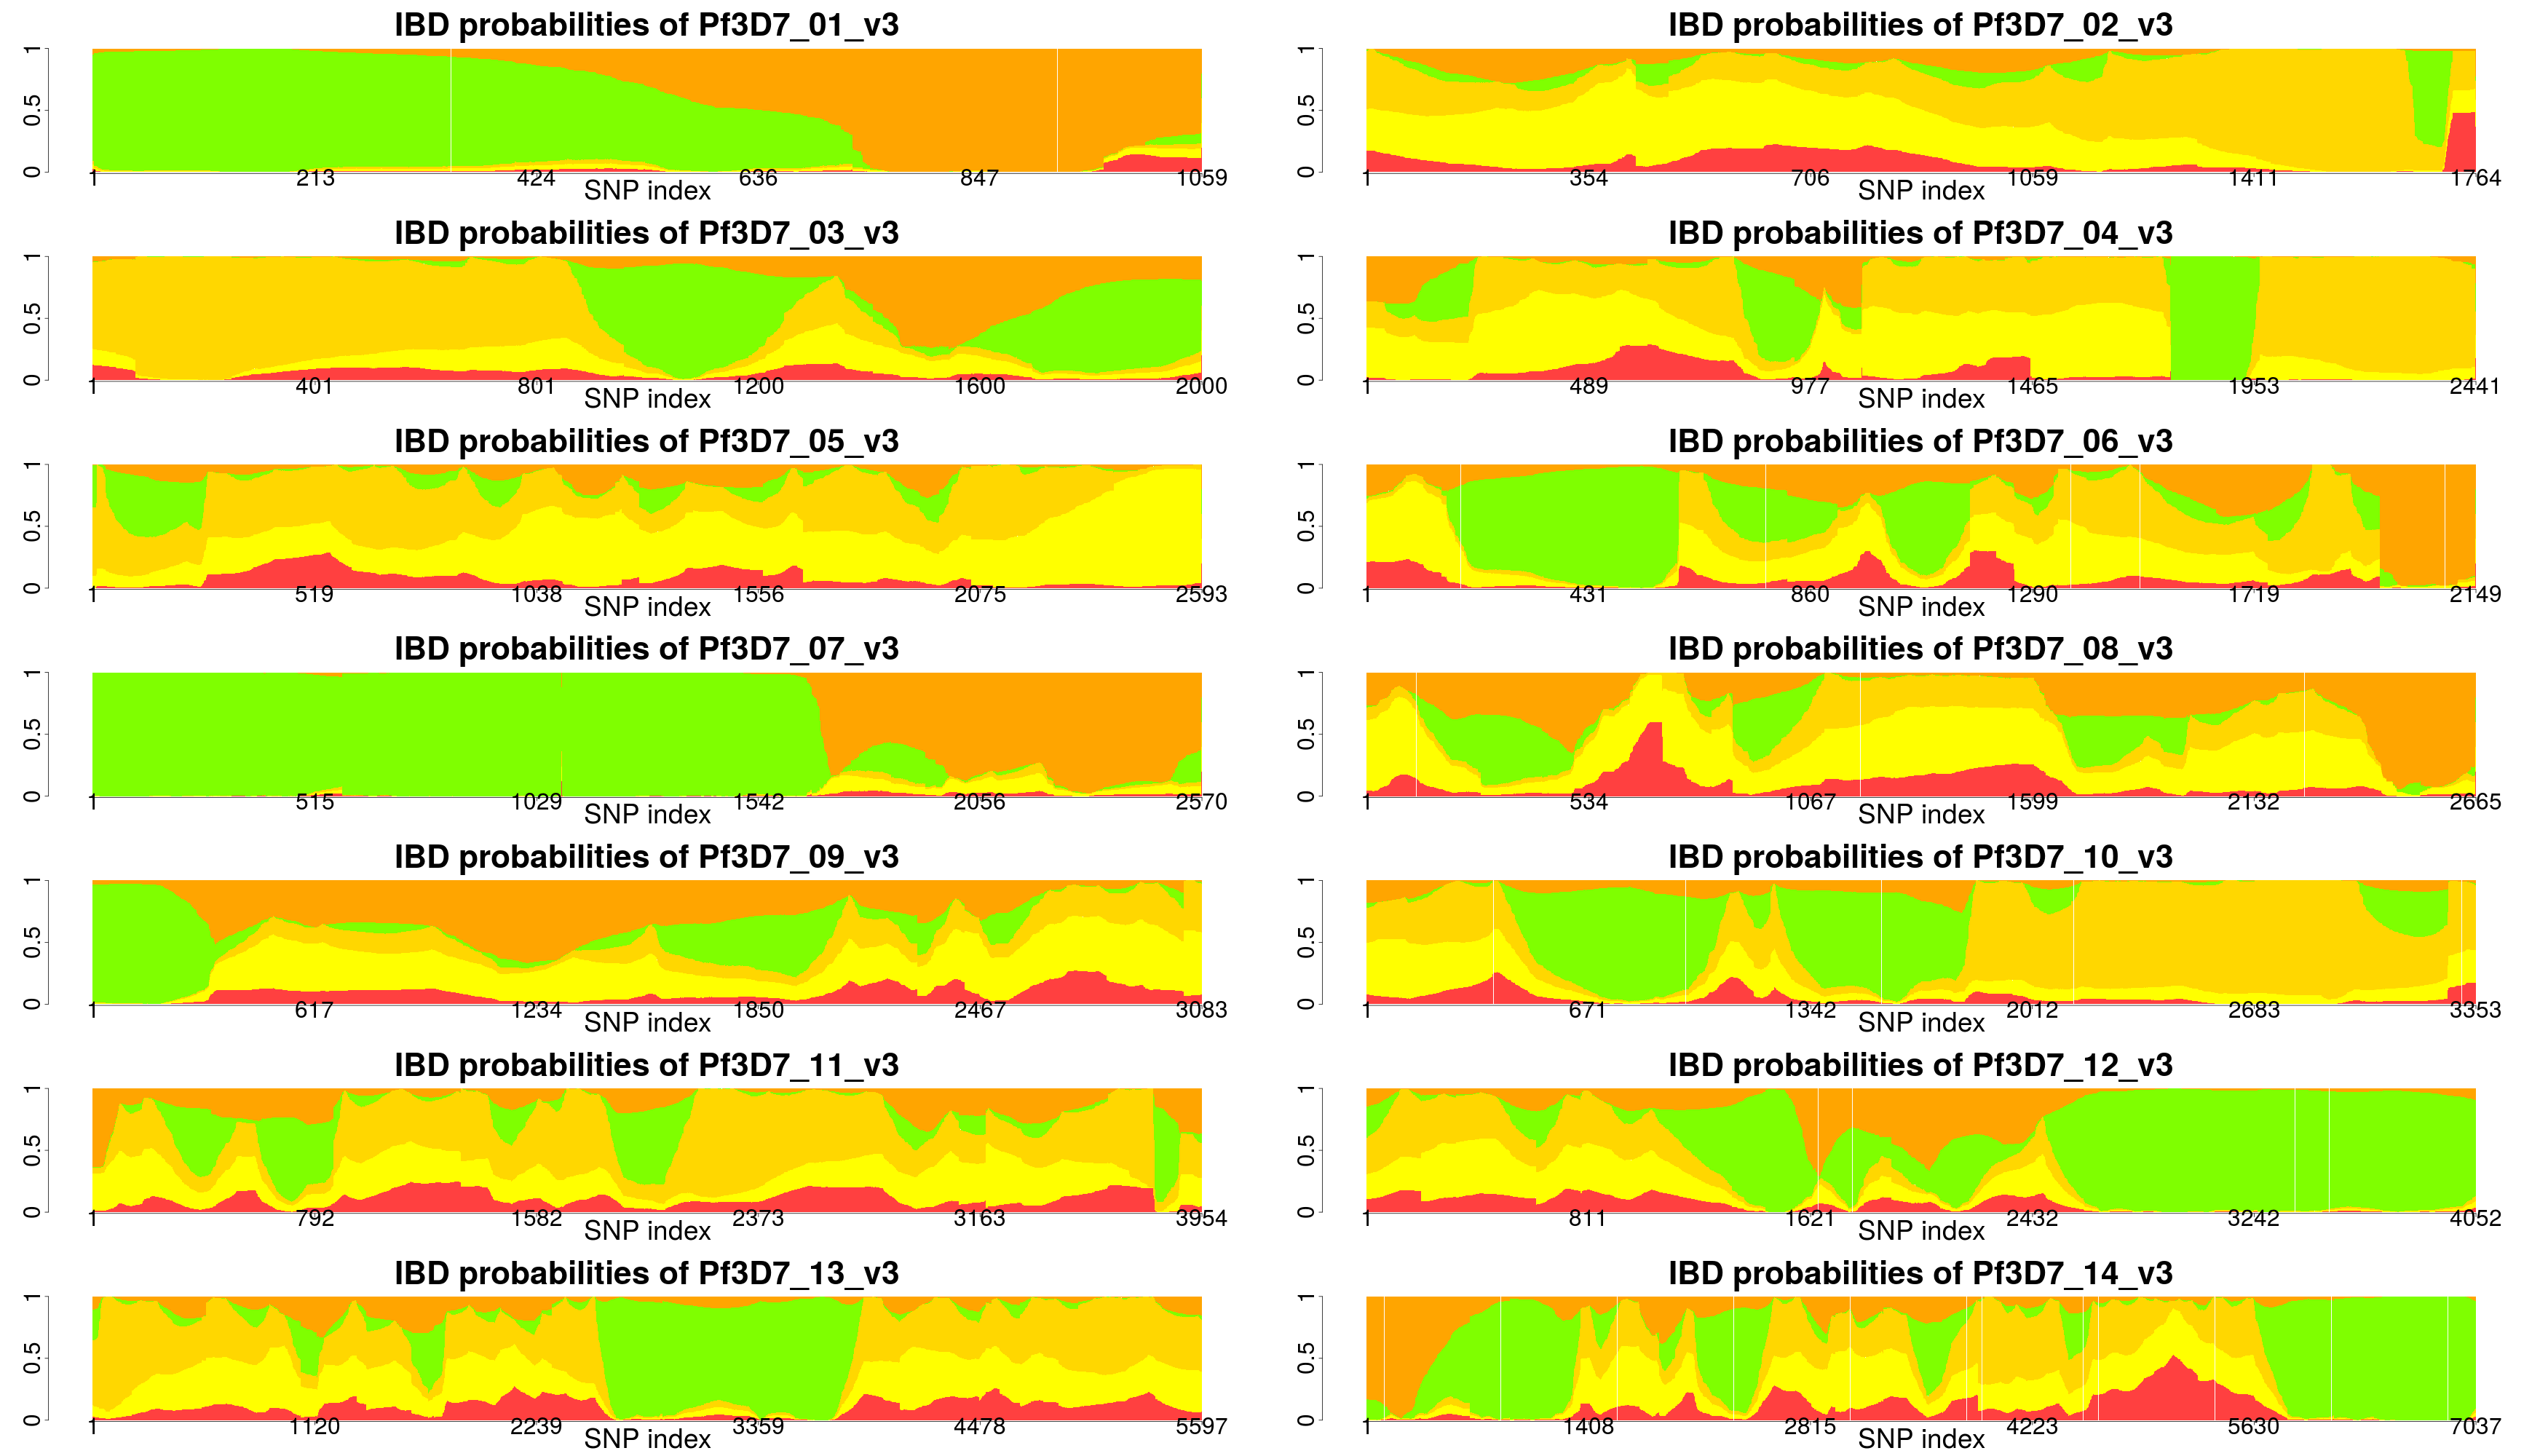 IBD probabilities of Pf3D7_01_v3
0 0.5 1
1 213 424 636 847 1059
SNP index
IBD probabilities of Pf3D7_02_v3
0 0.5 1
1 354 706 1059 1411 1764
SNP index
IBD probabilities of Pf3D7_03_v3
0 0.5 1
1 401 801 1200 1600 2000
SNP index
IBD probabilities of Pf3D7_04_v3
0 0.5 1
1 489 977 1465 1953 2441
SNP index
IBD probabilities of Pf3D7_05_v3
0 0.5 1
1 519 1038 1556 2075 2593
SNP index
IBD probabilities of Pf3D7_06_v3
0 0.5 1
1 431 860 1290 1719 2149
SNP index
IBD probabilities of Pf3D7_07_v3
0 0.5 1
1 515 1029 1542 2056 2570
SNP index
IBD probabilities of Pf3D7_08_v3
0 0.5 1
1 534 1067 1599 2132 2665
SNP index
IBD probabilities of Pf3D7_09_v3
0 0.5 1
1 617 1234 1850 2467 3083
SNP index
IBD probabilities of Pf3D7_10_v3
0 0.5 1
1 671 1342 2012 2683 3353
SNP index
IBD probabilities of Pf3D7_11_v3
0 0.5 1
1 792 1582 2373 3163 3954
SNP index
IBD probabilities of Pf3D7_12_v3
0 0.5 1
1 811 1621 2432 3242 4052
SNP index
IBD probabilities of Pf3D7_13_v3
0 0.5 1
1 1120 2239 3359 4478 5597
SNP index
IBD probabilities of Pf3D7_14_v3
0 0.5 1
1 1408 2815 4223 5630 7037
SNP index